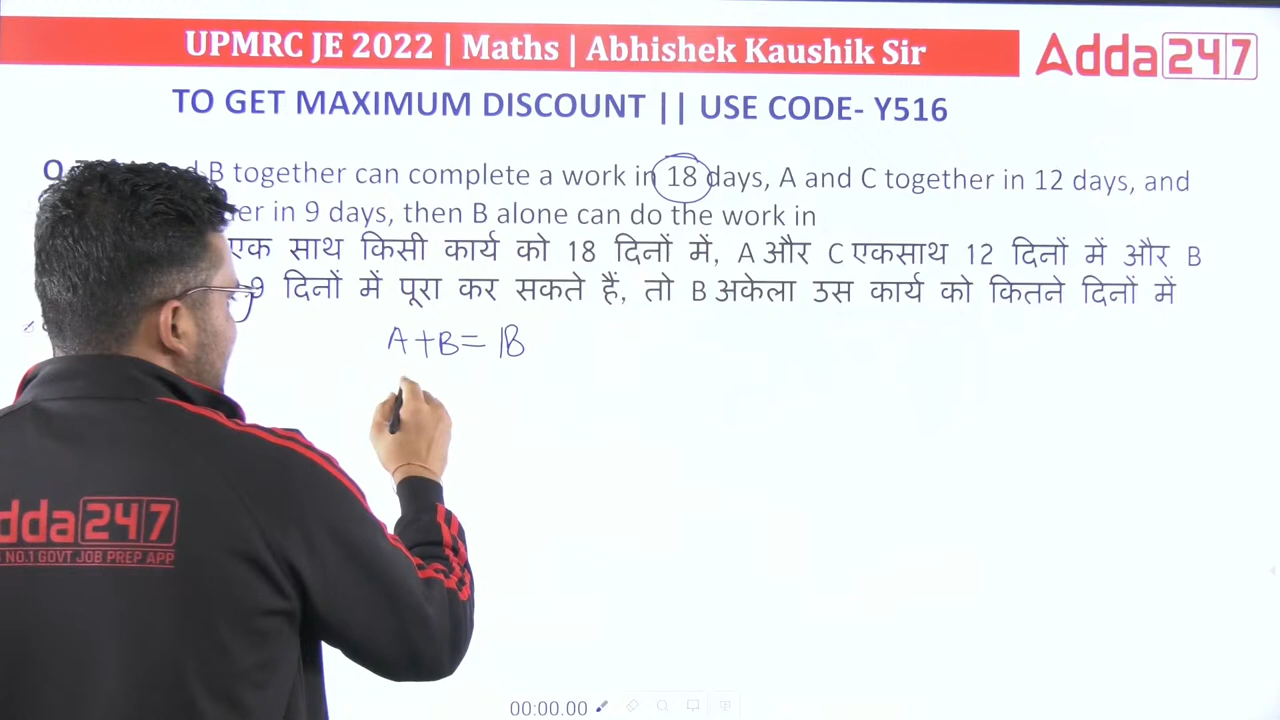 UPMRC JE 2022 | Maths | Abhishek Kaushik Sir
Adda247
TO GET MAXIMUM DISCOUNT || USE CODE- Y516
Q B together can complete a work in 18 days, A and C together in 12 days, and
er in 9 days, then B alone can do the work in
एक साथ किसी कार्य को 18 दिनों में, A और C एकसाथ 12 दिनों में और B
9 दिनों में पूरा कर सकते हैं, तो B अकेला उस कार्य को कितने दिनों में
A+B= 18
dda247
NO.1 GOVT JOB PREP APP
00:00.00